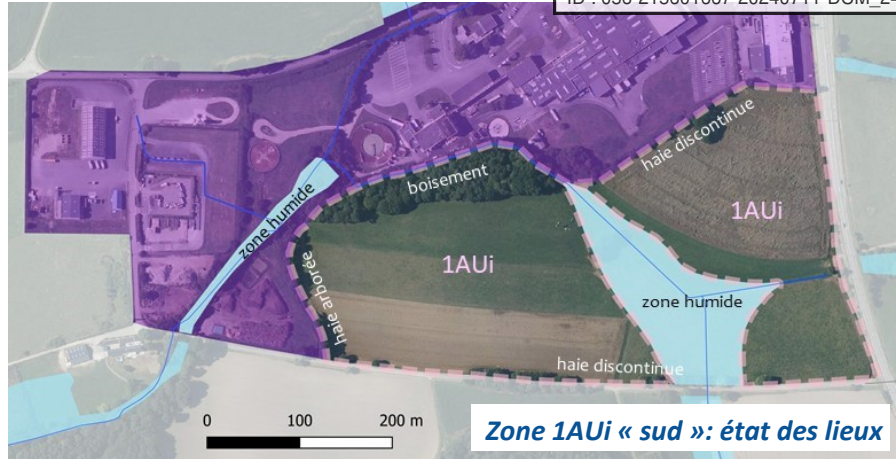 haie discontinue
boisement
1AUi
zone humide
1AUi
haie arborée
zone humide
haie discontinue
0 100 200 m
Zone 1AUi « sud »: état des lieux